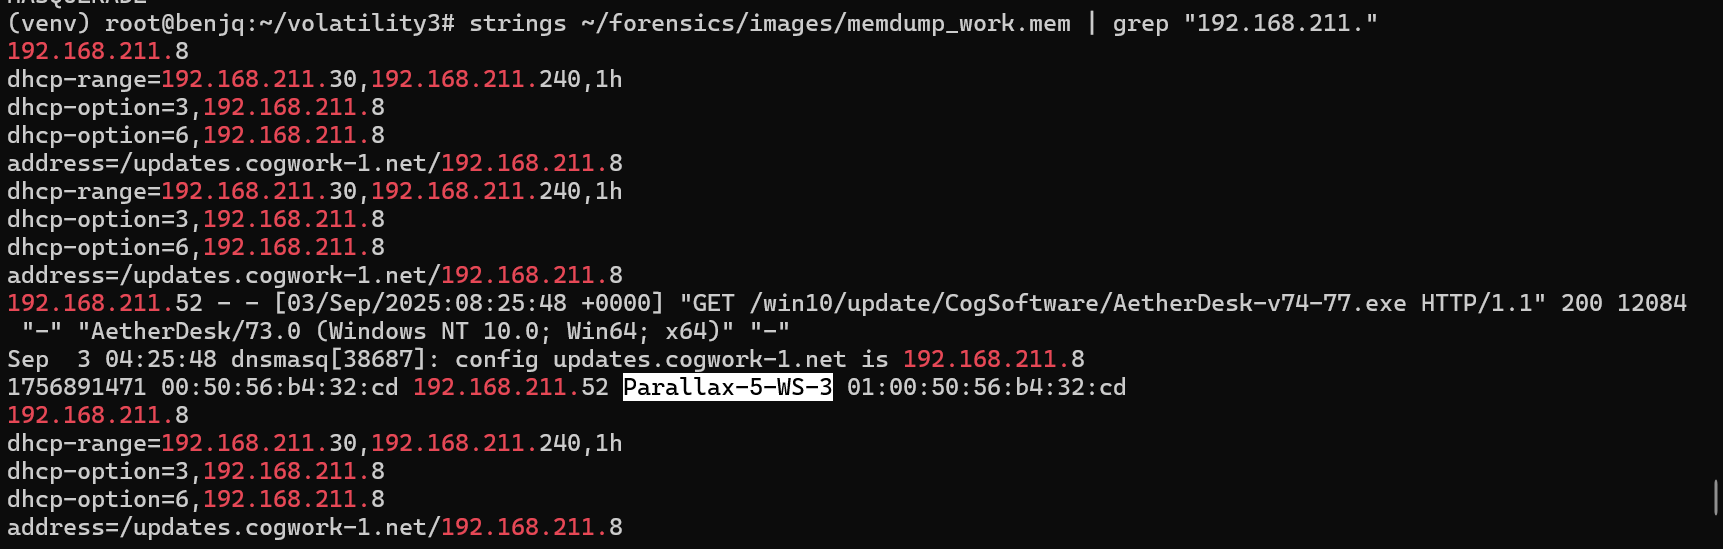 (venv) root@benjq:~/volatility3# strings ~/forensics/images/memdump_work.mem | grep "192.168.211."
192.168.211.8
dhcp-range=192.168.211.30,192.168.211.240,1h
dhcp-option=3,192.168.211.8
dhcp-option=6,192.168.211.8
address=/updates.cogwork-1.net/192.168.211.8
dhcp-range=192.168.211.30,192.168.211.240,1h
dhcp-option=3,192.168.211.8
dhcp-option=6,192.168.211.8
address=/updates.cogwork-1.net/192.168.211.8
192.168.211.52 - - [03/Sep/2025:08:25:48 +0000] "GET /win10/update/CogSoftware/AetherDesk-v74-77.exe HTTP/1.1" 200 12084
 "-" "AetherDesk/73.0 (Windows NT 10.0; Win64; x64)" "-"
Sep  3 04:25:48 dnsmasq[38687]: config updates.cogwork-1.net is 192.168.211.8
1756891471 00:50:56:b4:32:cd 192.168.211.52 Parallax-5-WS-3 01:00:50:56:b4:32:cd
192.168.211.8
dhcp-range=192.168.211.30,192.168.211.240,1h
dhcp-option=3,192.168.211.8
dhcp-option=6,192.168.211.8
address=/updates.cogwork-1.net/192.168.211.8